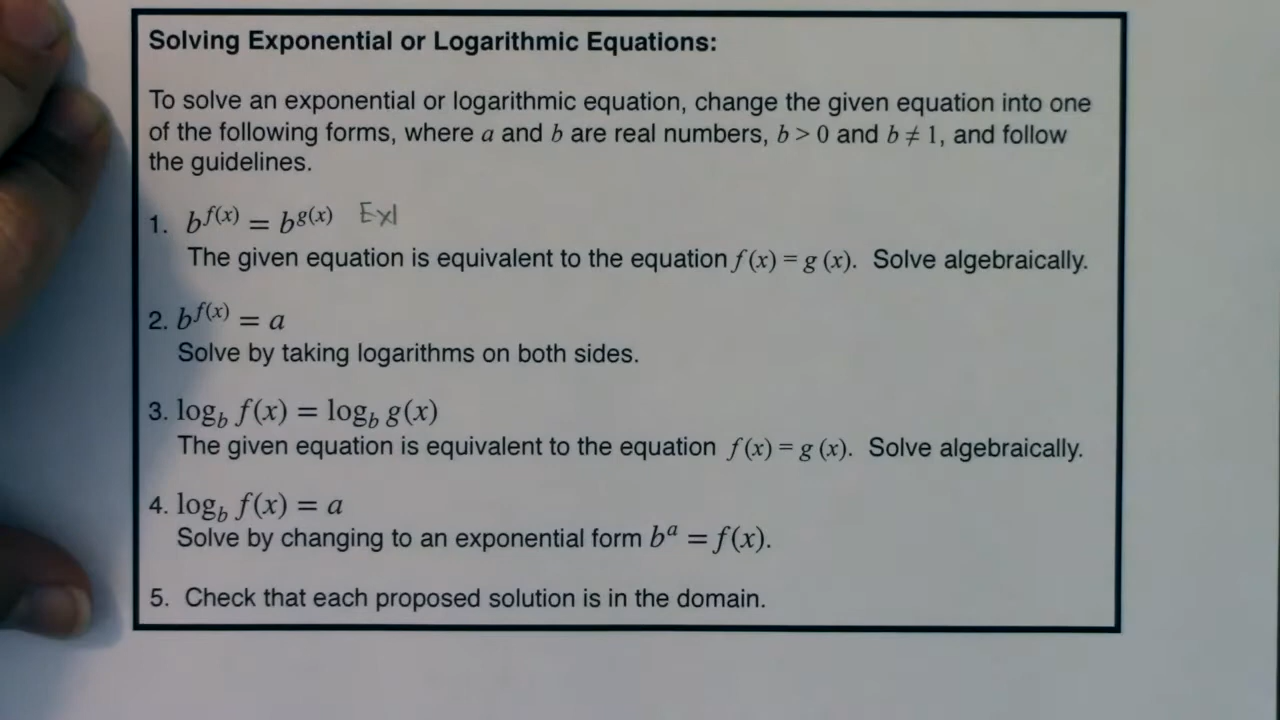 Solving Exponential or Logarithmic Equations:
To solve an exponential or logarithmic equation, change the given equation into one
of the following forms, where a and b are real numbers, b > 0 and b ≠ 1, and follow
the guidelines.
1. b^{f(x)} = b^{g(x)} Ex1
The given equation is equivalent to the equation f(x) = g(x). Solve algebraically.
2. b^{f(x)} = a
Solve by taking logarithms on both sides.
3. log_b f(x) = log_b g(x)
The given equation is equivalent to the equation f(x) = g(x). Solve algebraically.
4. log_b f(x) = a
Solve by changing to an exponential form b^a = f(x).
5. Check that each proposed solution is in the domain.